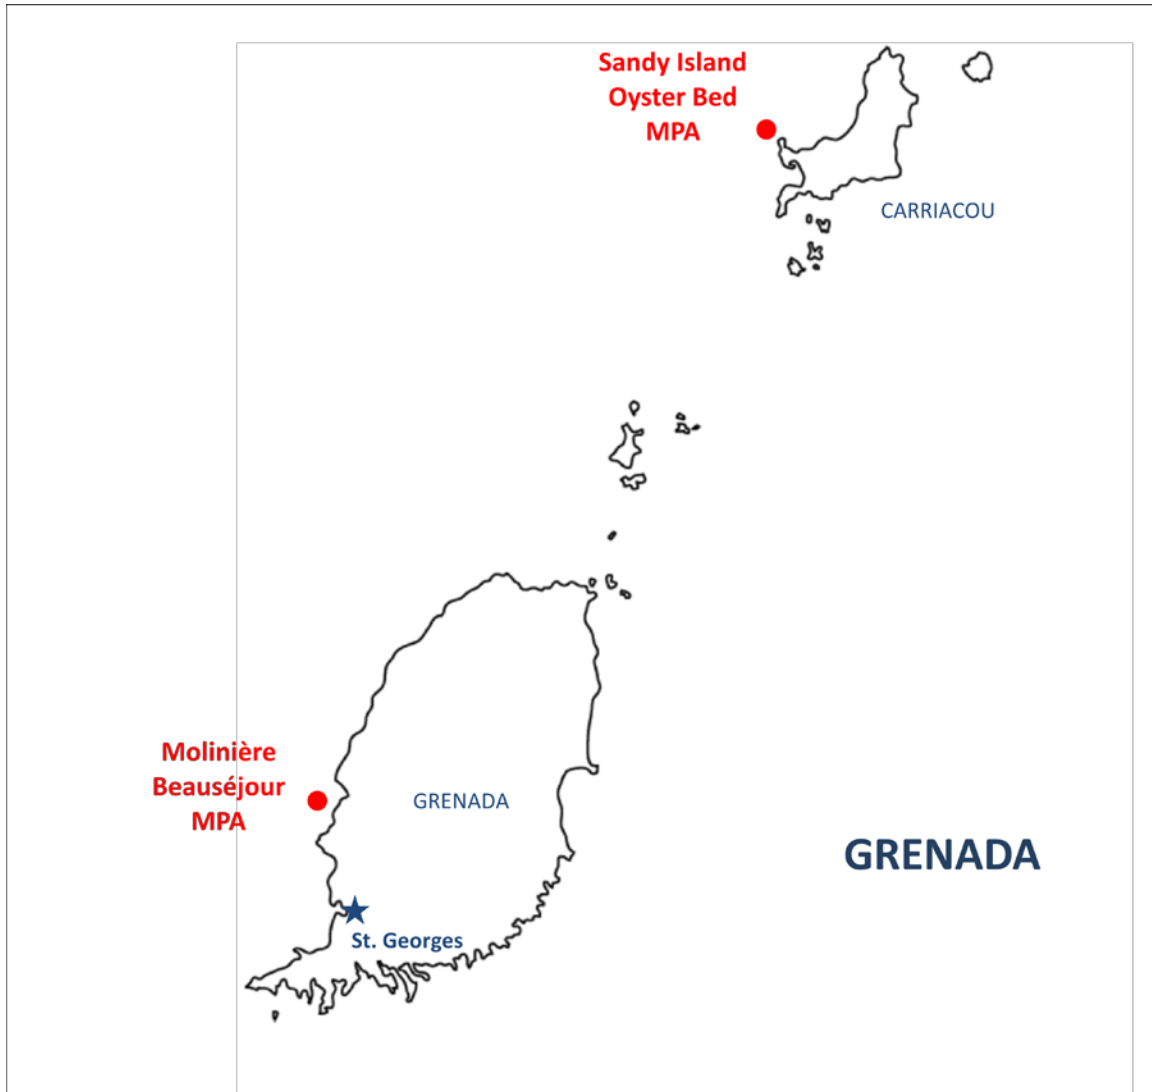 Sandy Island
Oyster Bed
MPA
CARRIACOU
Molinière
Beauséjour
MPA
GRENADA
GRENADA
St. Georges